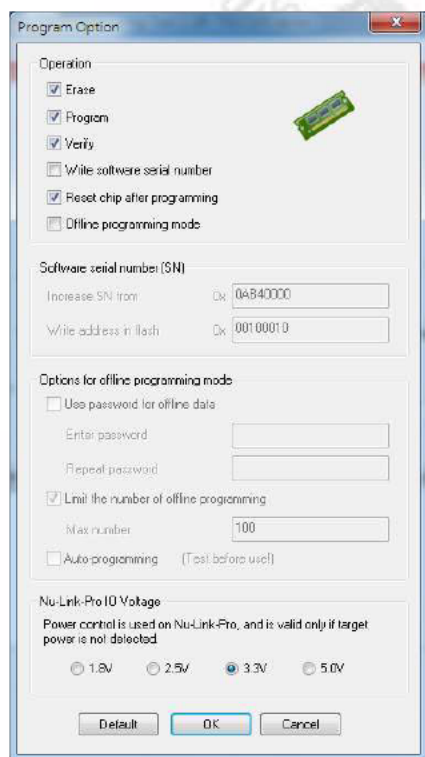 Program Option
Operation
Erase
Program
Verify
Write software serial number
Reset chip after programming
Offline programming mode
Software serial number (SN)
Increase SN from 0x 0AB40000
Write address in flash 0x 00100010
Options for offline programming mode
Use password for offline data
Enter password
Repeat password
Limit the number of offline programming
Max number 100
Auto-programming (Test before use!)
Nu-Link-Pro IO Voltage
Power control is used on Nu-Link-Pro, and is valid only if target
power is not detected.
1.8V 2.5V 3.3V 5.0V
Default OK Cancel